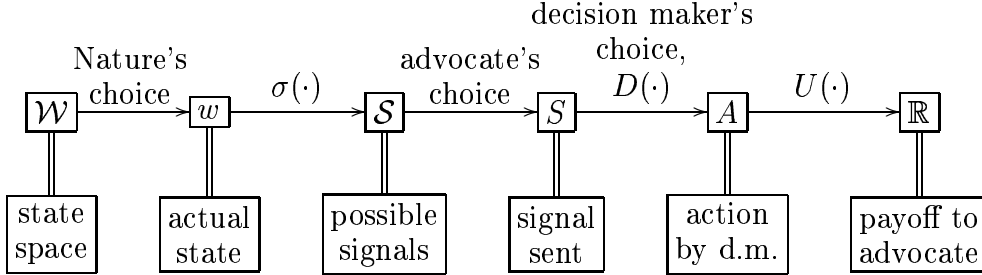 decision maker's
Nature's advocate's choice,
choice σ(·) choice D(·) U(·)
𝒲 w 𝒮 S A ℝ
state actual possible signal action payoff to
space state signals sent by d.m. advocate